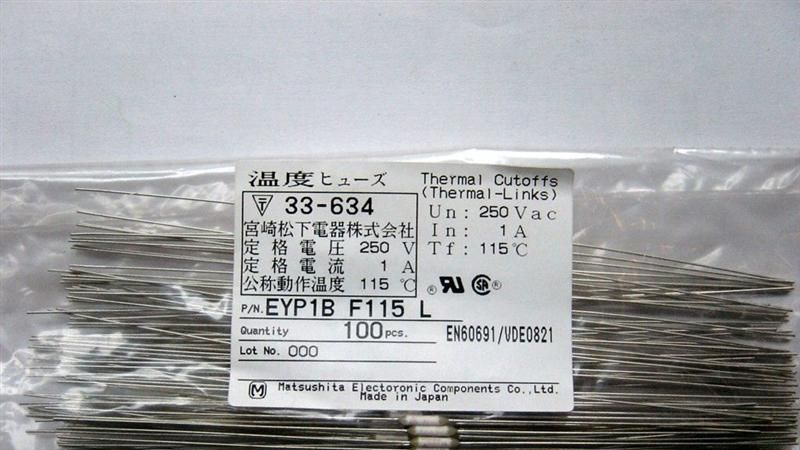 温度ヒューズ
Thermal Cutoffs
(Thermal-Links)
33-634
宮崎松下電器株式会社
定格電圧 250 V
定格電流 1 A
公称動作温度 115 ℃
Un: 250 Vac
In: 1 A
Tf: 115℃
P/N. EYP1B F115 L
Quantity 100pcs.
Lot No. 000
EN60691/VDE0821
Matsushita Electoronic Components Co.,Ltd.
Made in Japan